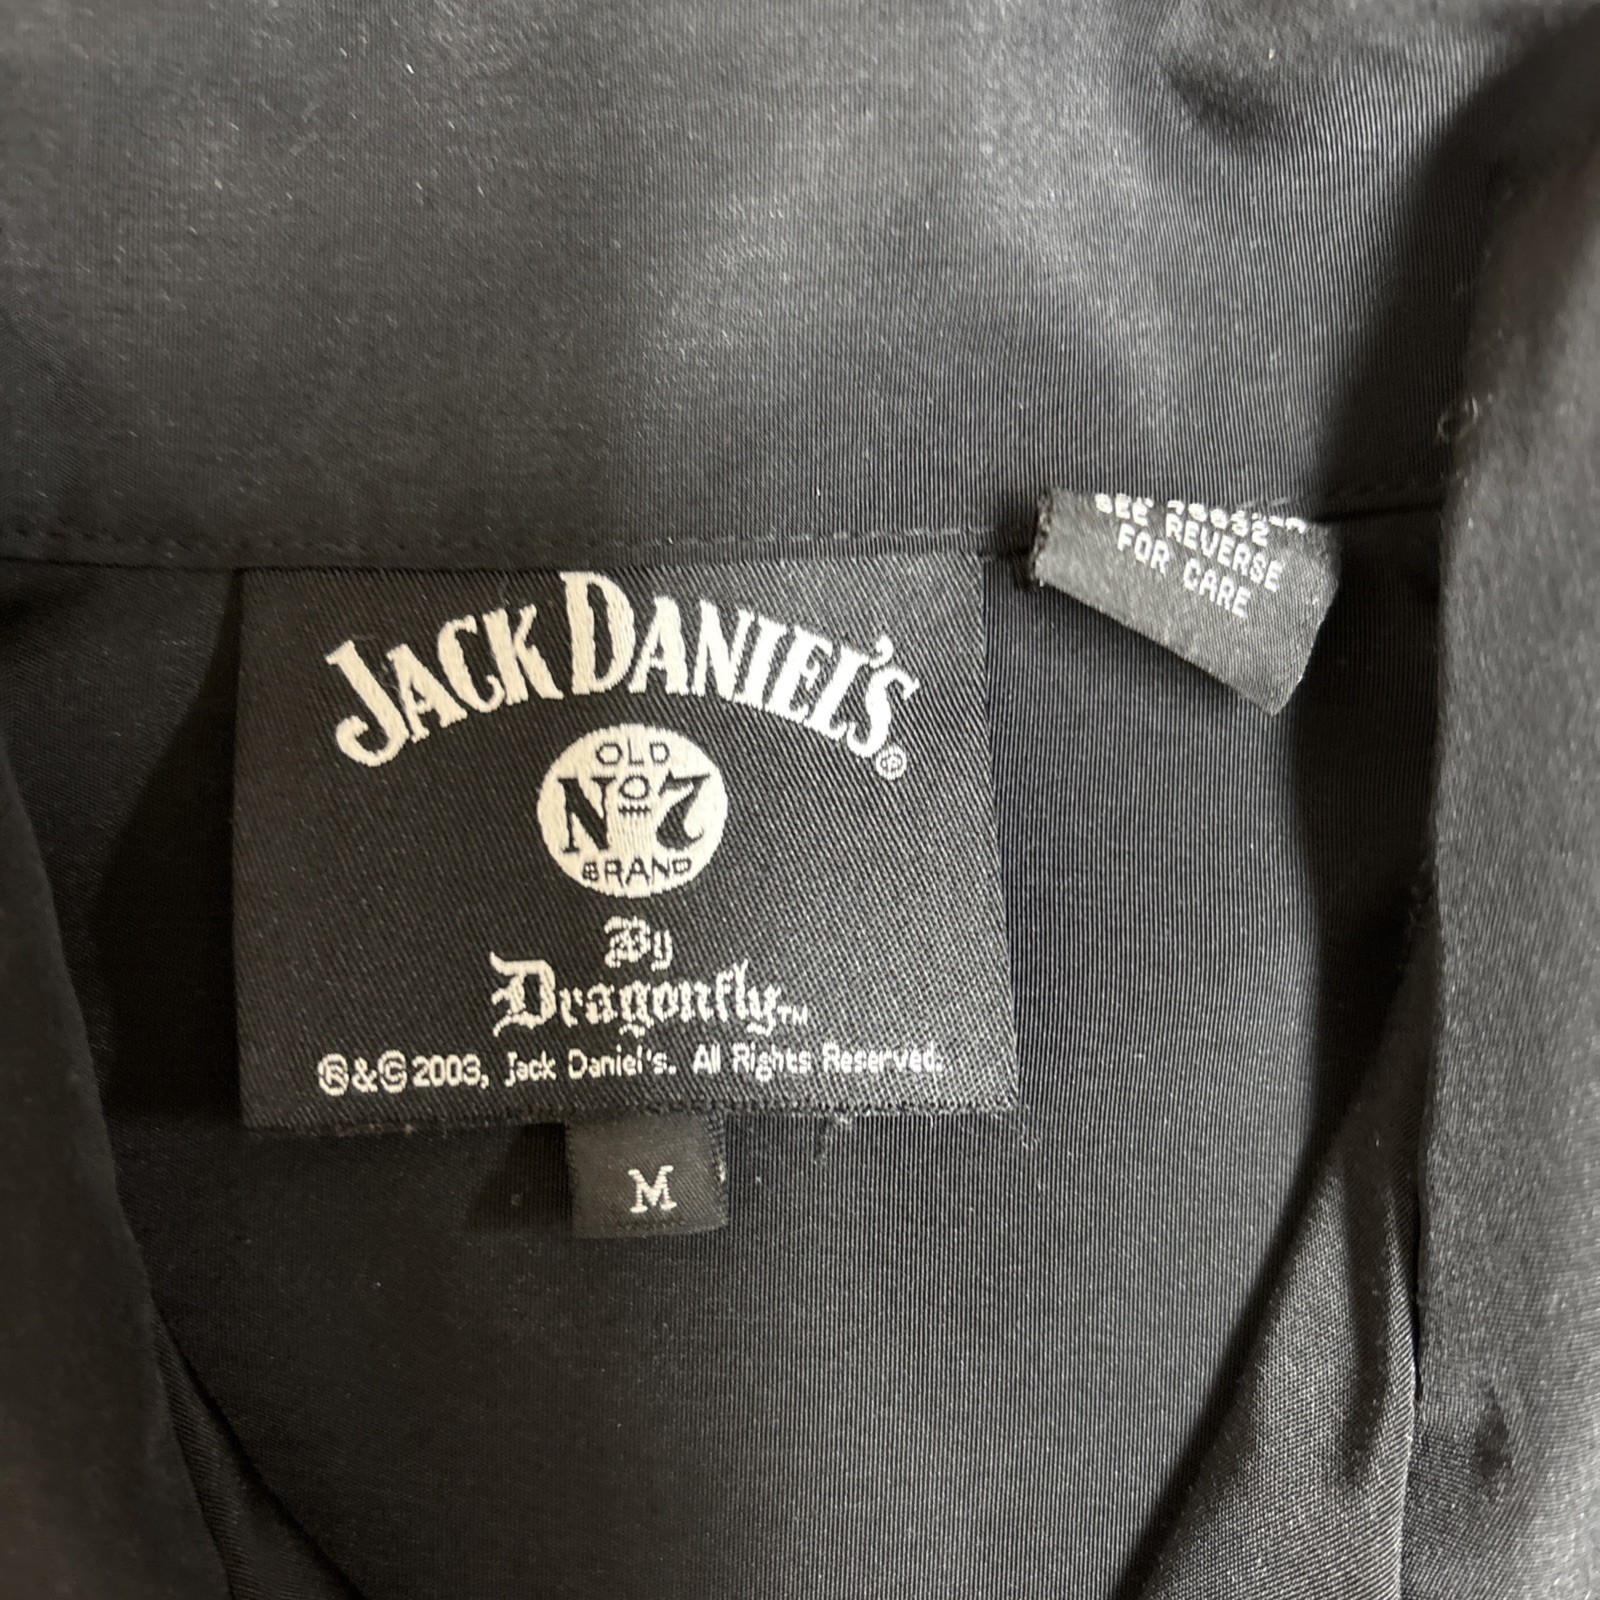 JACK DANIEL'S®
OLD
Nº7
BRAND
By
Dragonfly™
®&©2003, Jack Daniel's. All Rights Reserved.
M
SEE REVERSE
FOR CARE